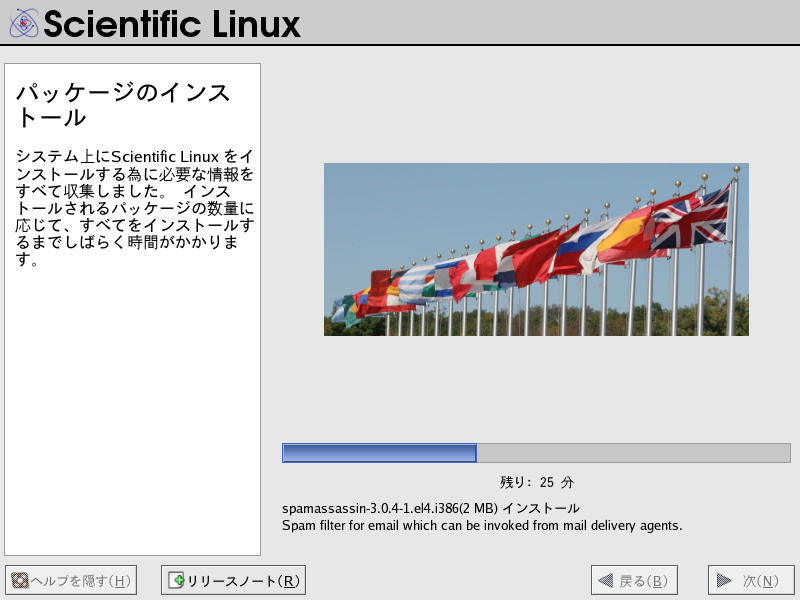 Scientific Linux
パッケージのインス
トール
システム上にScientific Linux をイ
ンストールする為に必要な情報を
すべて収集しました。 インス
トールされるパッケージの数量に
応じて、すべてをインストールす
るまでしばらく時間がかかりま
す。
残り: 25 分
spamassassin-3.0.4-1.el4.i386(2 MB) インストール
Spam filter for email which can be invoked from mail delivery agents.
ヘルプを隠す(H)
リリースノート(R)
戻る(B)
次(N)